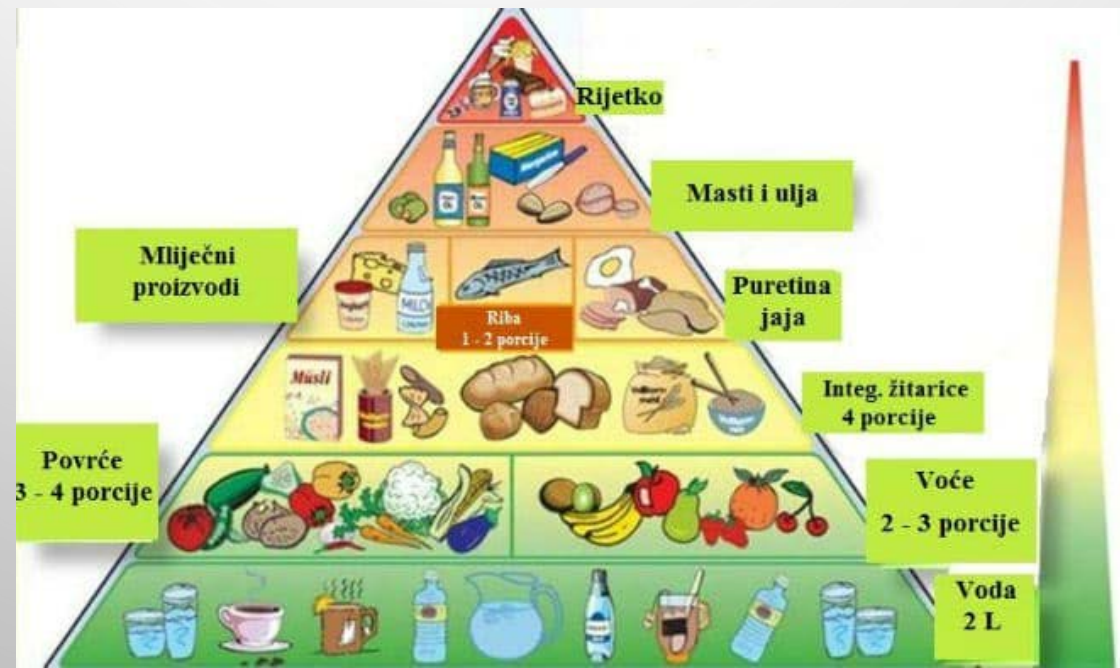 Rijetko
Masti i ulja
Mliječni
proizvodi
Riba
1 - 2 porcije
Puretina
jaja
Müsli
MILCH
Integ. žitarice
4 porcije
Povrće
3 - 4 porcije
Voće
2 - 3 porcije
Voda
2 L